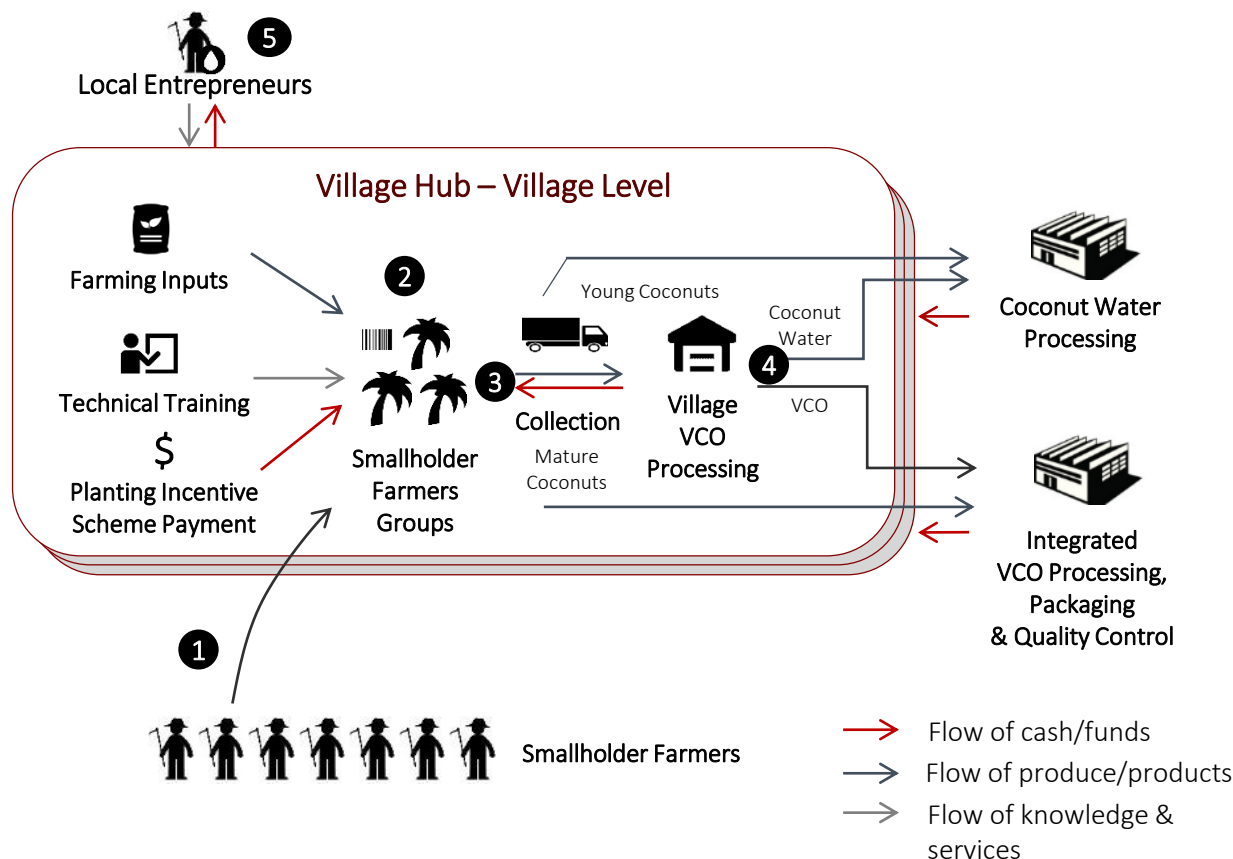 5
Local Entrepreneurs
Village Hub – Village Level
Farming Inputs
2
Young Coconuts
Coconut
Water
Coconut Water
Processing
Technical Training
3
4
Collection
Village
VCO
Processing
VCO
$
Planting Incentive
Scheme Payment
Smallholder
Farmers
Groups
Mature
Coconuts
Integrated
VCO Processing,
Packaging
& Quality Control
1
Smallholder Farmers
Flow of cash/funds
Flow of produce/products
Flow of knowledge &
services